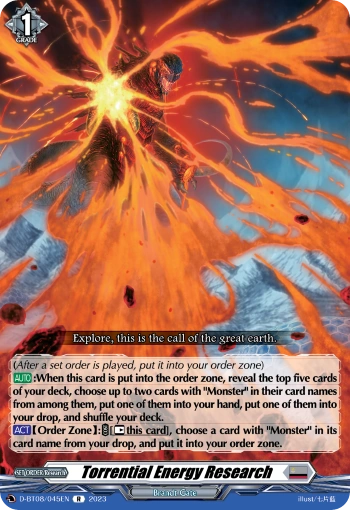 1
GRADE
Explore, this is the call of the great earth.
(After a set order is played, put it into your order zone)
AUTO:When this card is put into the order zone, reveal the top five cards
of your deck, choose up to two cards with "Monster" in their card names
from among them, put one of them into your hand, put one of them into
your drop, and shuffle your deck.
ACT【Order Zone】:[this card], choose a card with "Monster" in its
card name from your drop, and put it into your order zone.
SET ORDER/Research
Torrential Energy Research
Brandt Gate
D-BT08/045EN R 2023 illust/七片藍